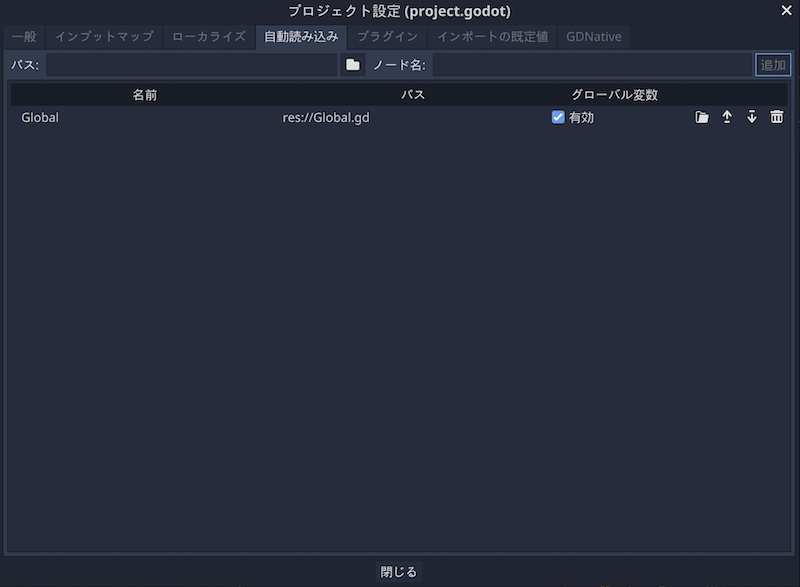 プロジェクト設定 (project.godot)
一般 インプットマップ ローカライズ 自動読み込み プラグイン インポートの既定値 GDNative
パス: ノード名: 追加
名前 パス グローバル変数
Global res://Global.gd 有効
閉じる